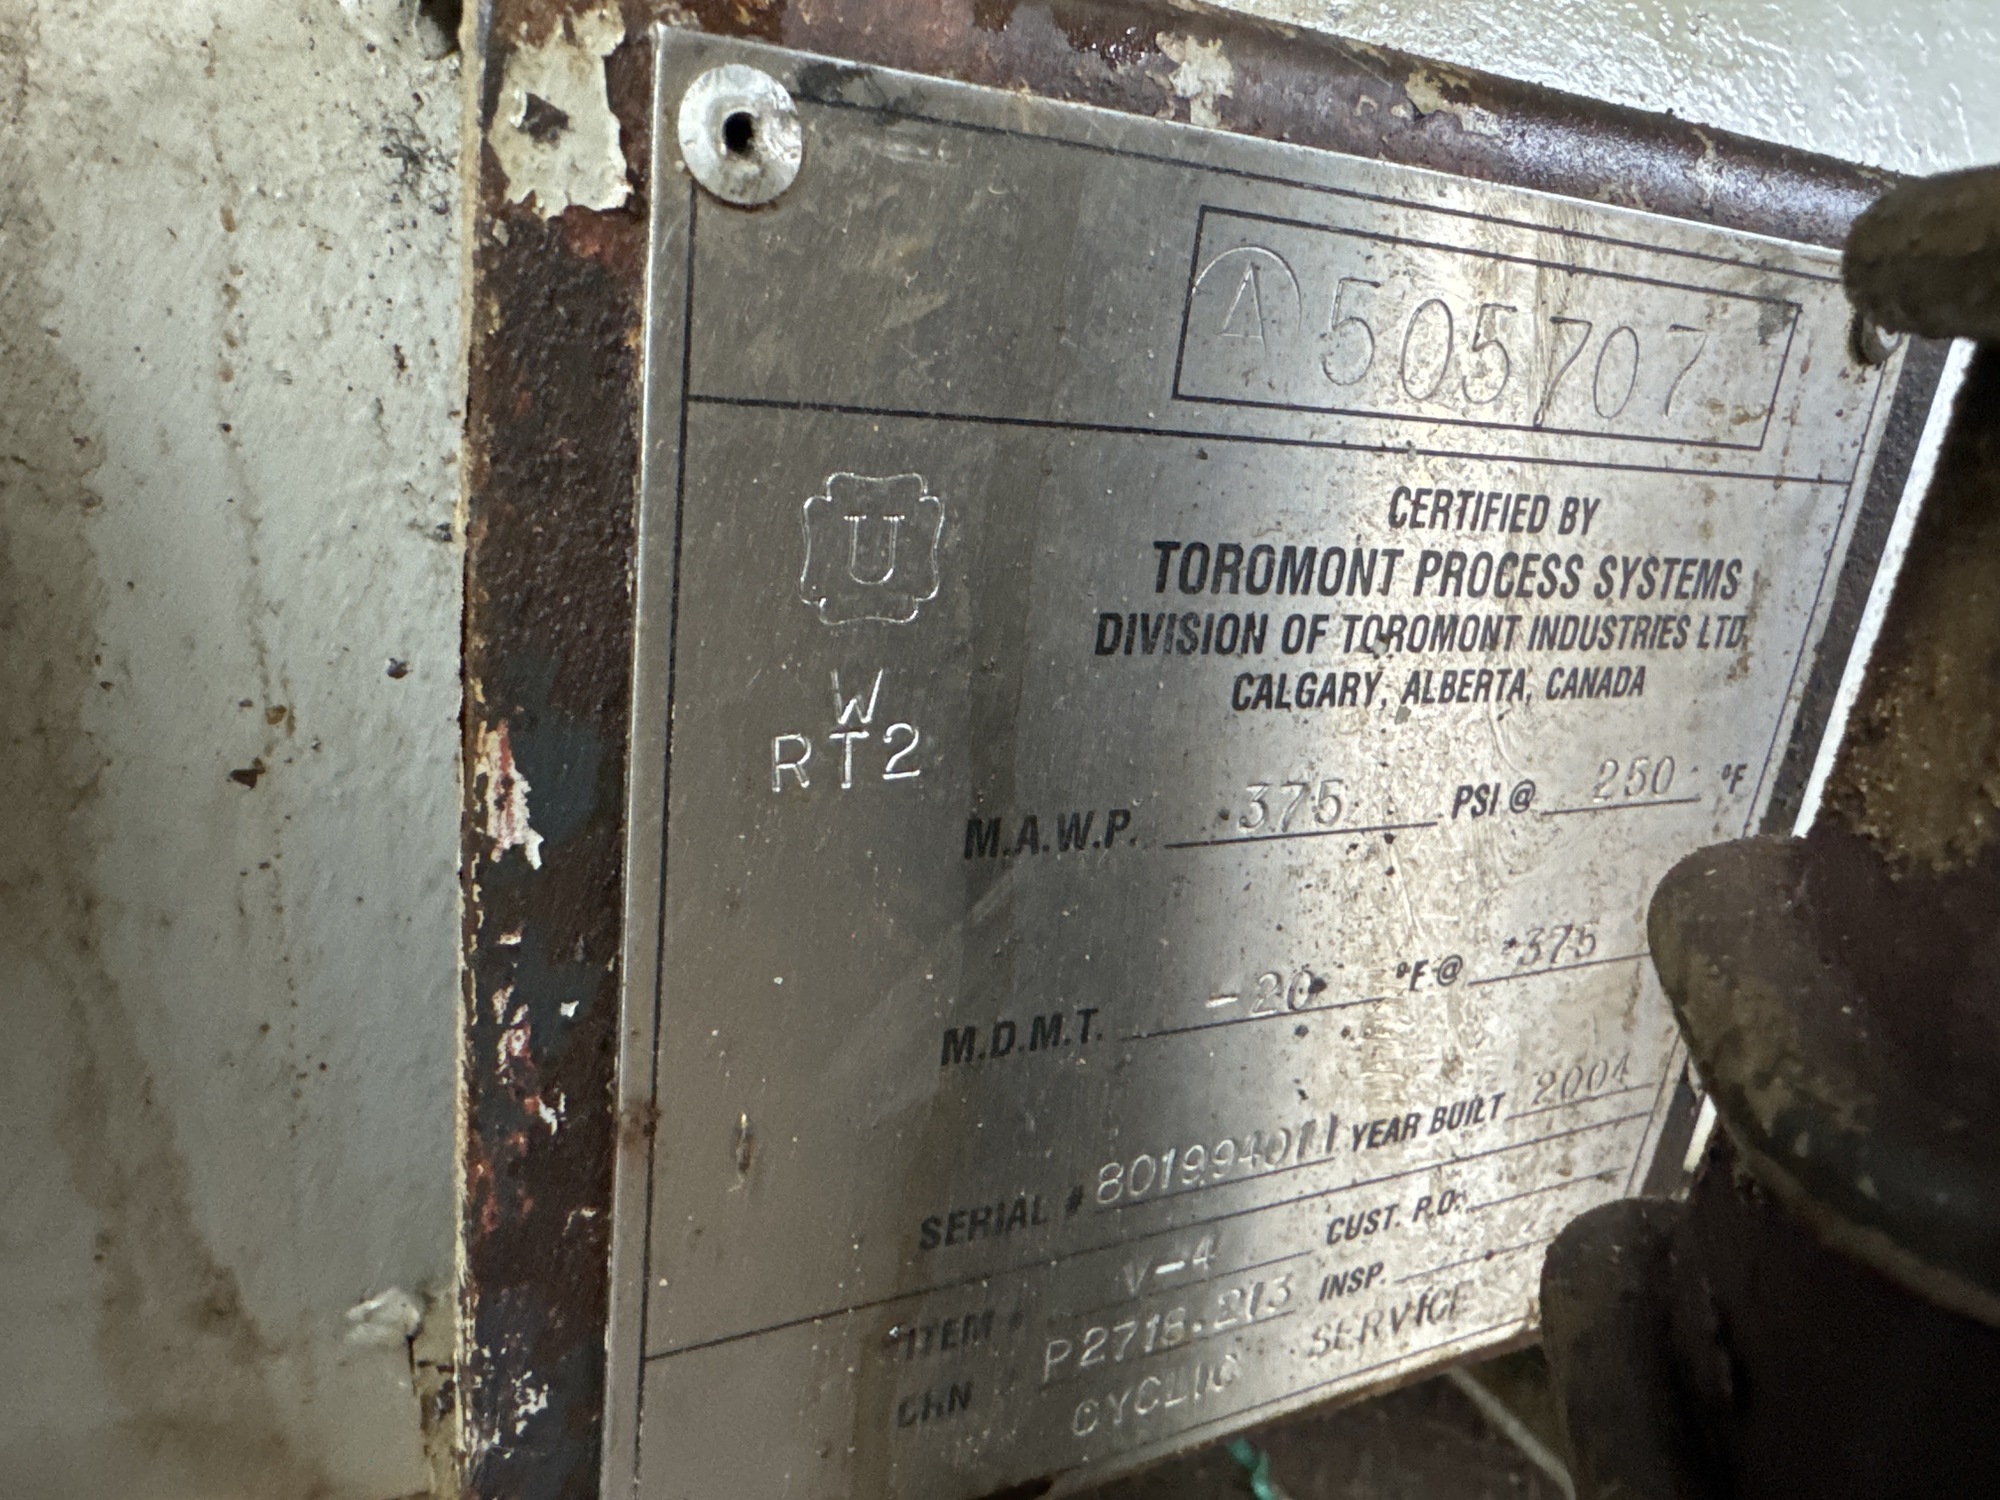 A 505707
U
W
RT2
CERTIFIED BY
TOROMONT PROCESS SYSTEMS
DIVISION OF TOROMONT INDUSTRIES LTD.
CALGARY, ALBERTA, CANADA
M.A.W.P. 375 PSI @ 250 °F
M.D.M.T. -20 °F @ 375
SERIAL # 801994011 YEAR BUILT 2004
ITEM # V-4 CUST. P.O.
CRN P2718.213 INSP.
CYCLIC SERVICE